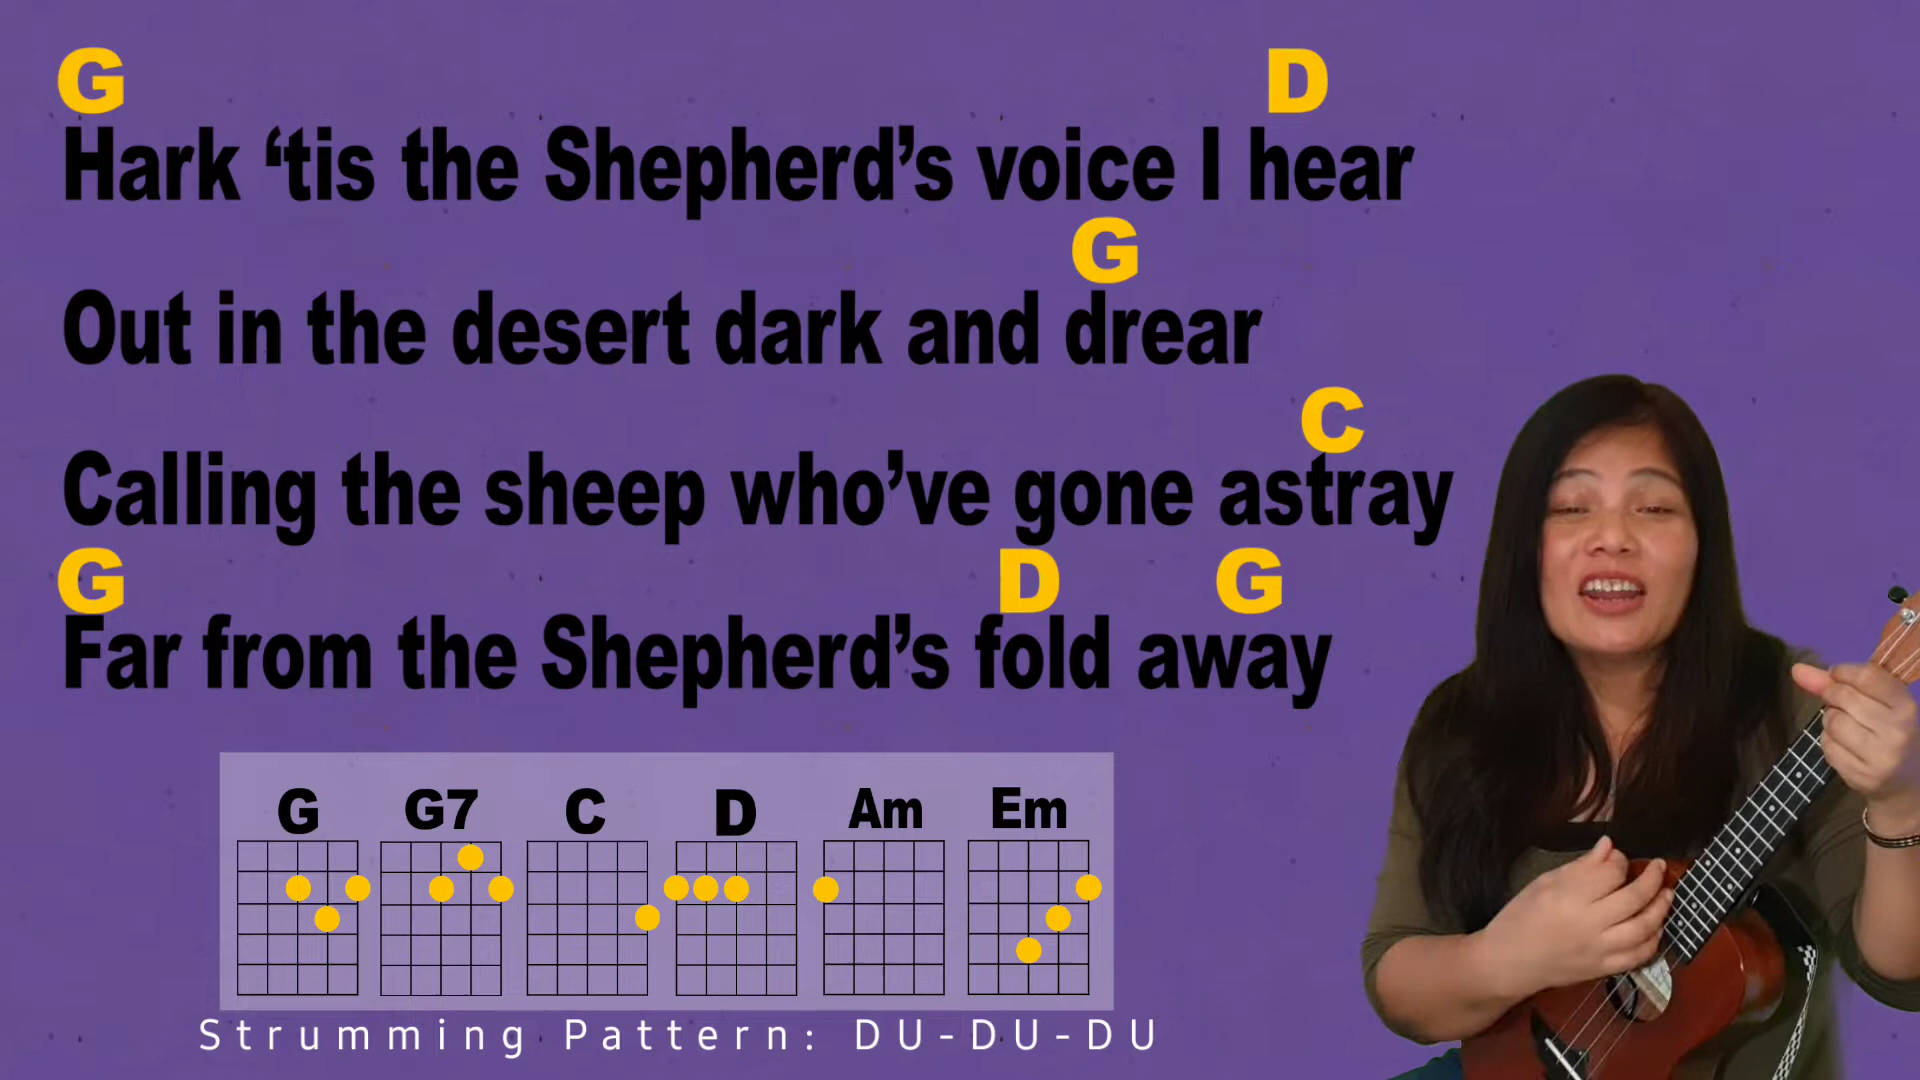 G D
Hark ‘tis the Shepherd’s voice I hear
G
Out in the desert dark and drear
C
Calling the sheep who’ve gone astray
G D G
Far from the Shepherd’s fold away
G G7 C D Am Em
Strumming Pattern: DU-DU-DU